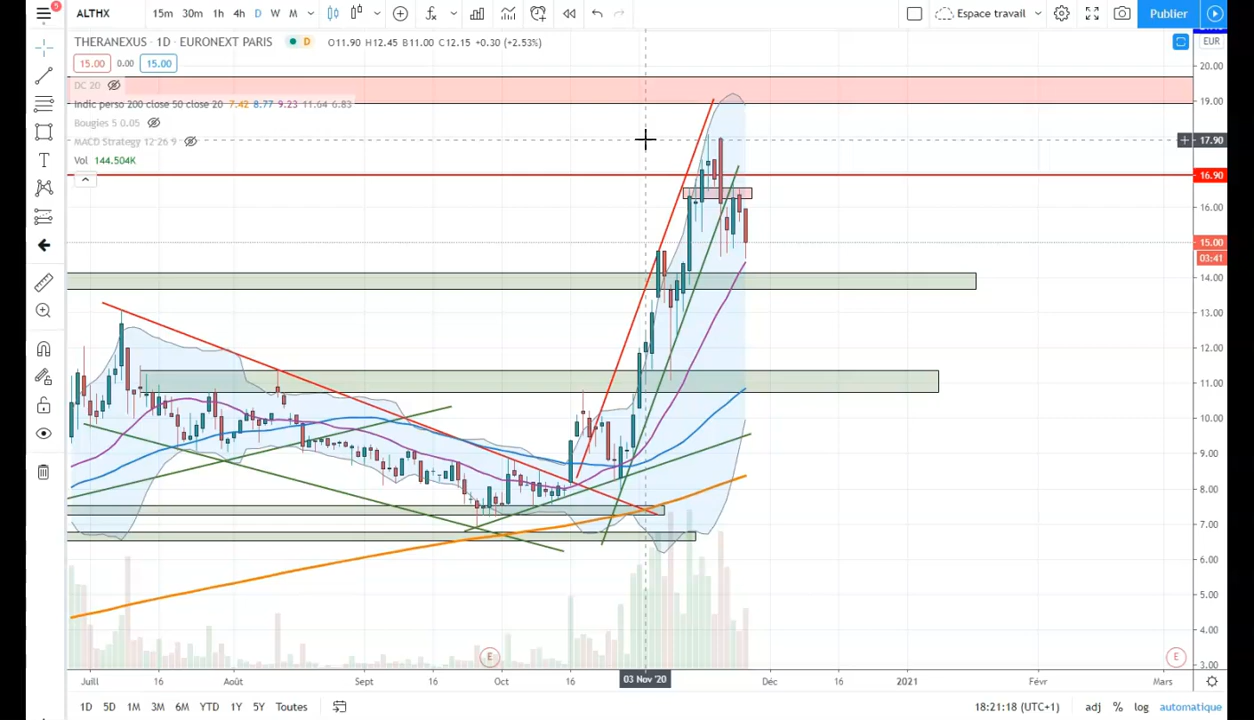 ALTHX 15m 30m 1h 4h D W M Espace travail Publier
THERANEXUS · 1D · EURONEXT PARIS D O11.90 H12.45 B11.00 C12.15 +0.30 (+2.53%) EUR
15.00 0.00 15.00
20.00
DC 20
Indic perso 200 close 50 close 20 7.42 8.77 9.23 11.64 6.83
19.00
Bougies 5 0.05
MACD Strategy 12 26 9
17.90
Vol 144.504K
16.90
16.00
15.00
03:41
14.00
13.00
12.00
11.00
10.00
9.00
8.00
7.00
6.00
5.00
4.00
E E
3.00
Juill 16 Août Sept 16 Oct 16 03 Nov '20 Déc 16 2021 Févr Mars
1D 5D 1M 3M 6M YTD 1Y 5Y Toutes 18:21:18 (UTC+1) adj % log automatique